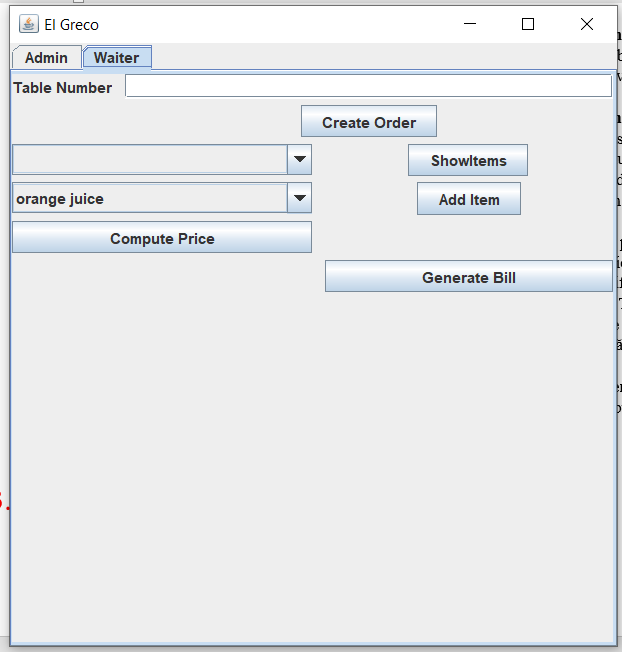 El Greco
Admin Waiter
Table Number
Create Order
ShowItems
orange juice Add Item
Compute Price
Generate Bill